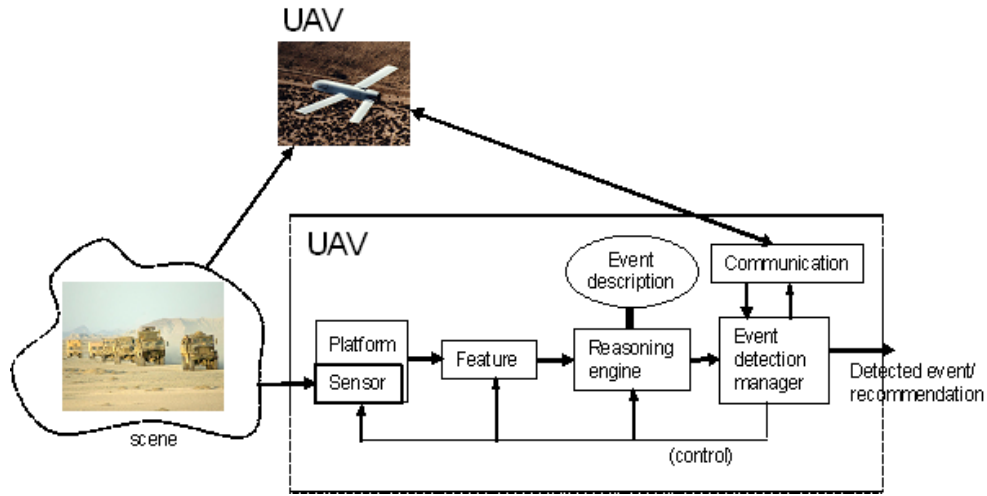 UAV
UAV
Event
description
Communication
Platform
Sensor
Feature
Reasoning
engine
Event
detection
manager
Detected event/
recommendation
scene
(control)